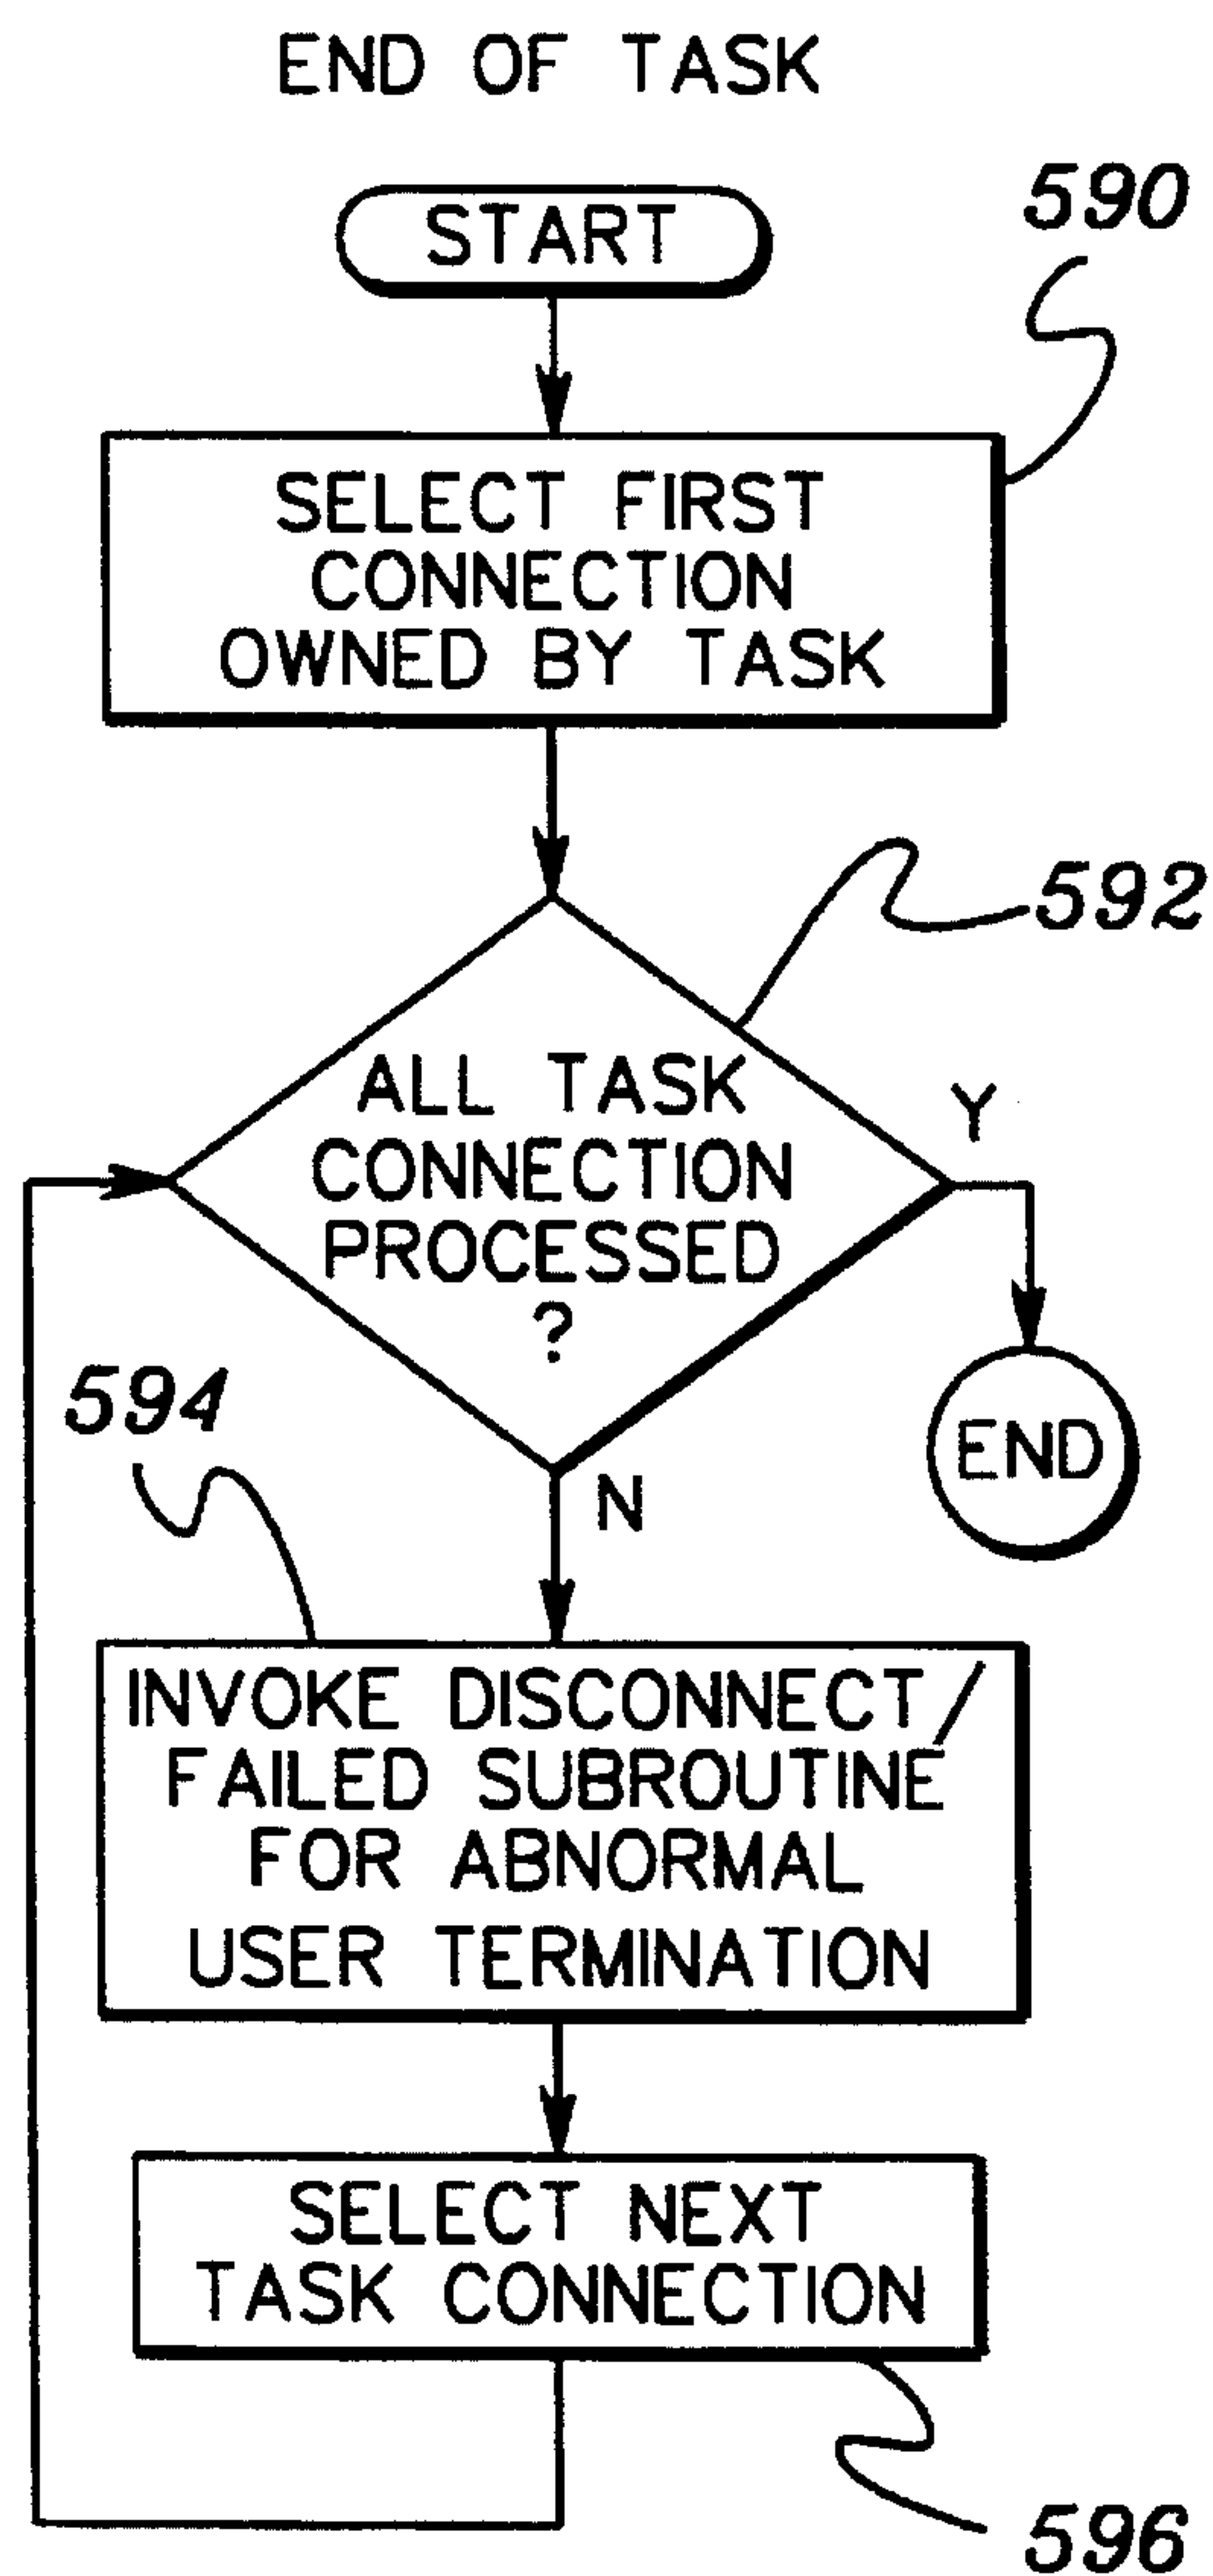 END OF TASK
START
590
SELECT FIRST
CONNECTION
OWNED BY TASK
592
ALL TASK
CONNECTION
PROCESSED
?
Y
END
594
N
INVOKE DISCONNECT/
FAILED SUBROUTINE
FOR ABNORMAL
USER TERMINATION
SELECT NEXT
TASK CONNECTION
596